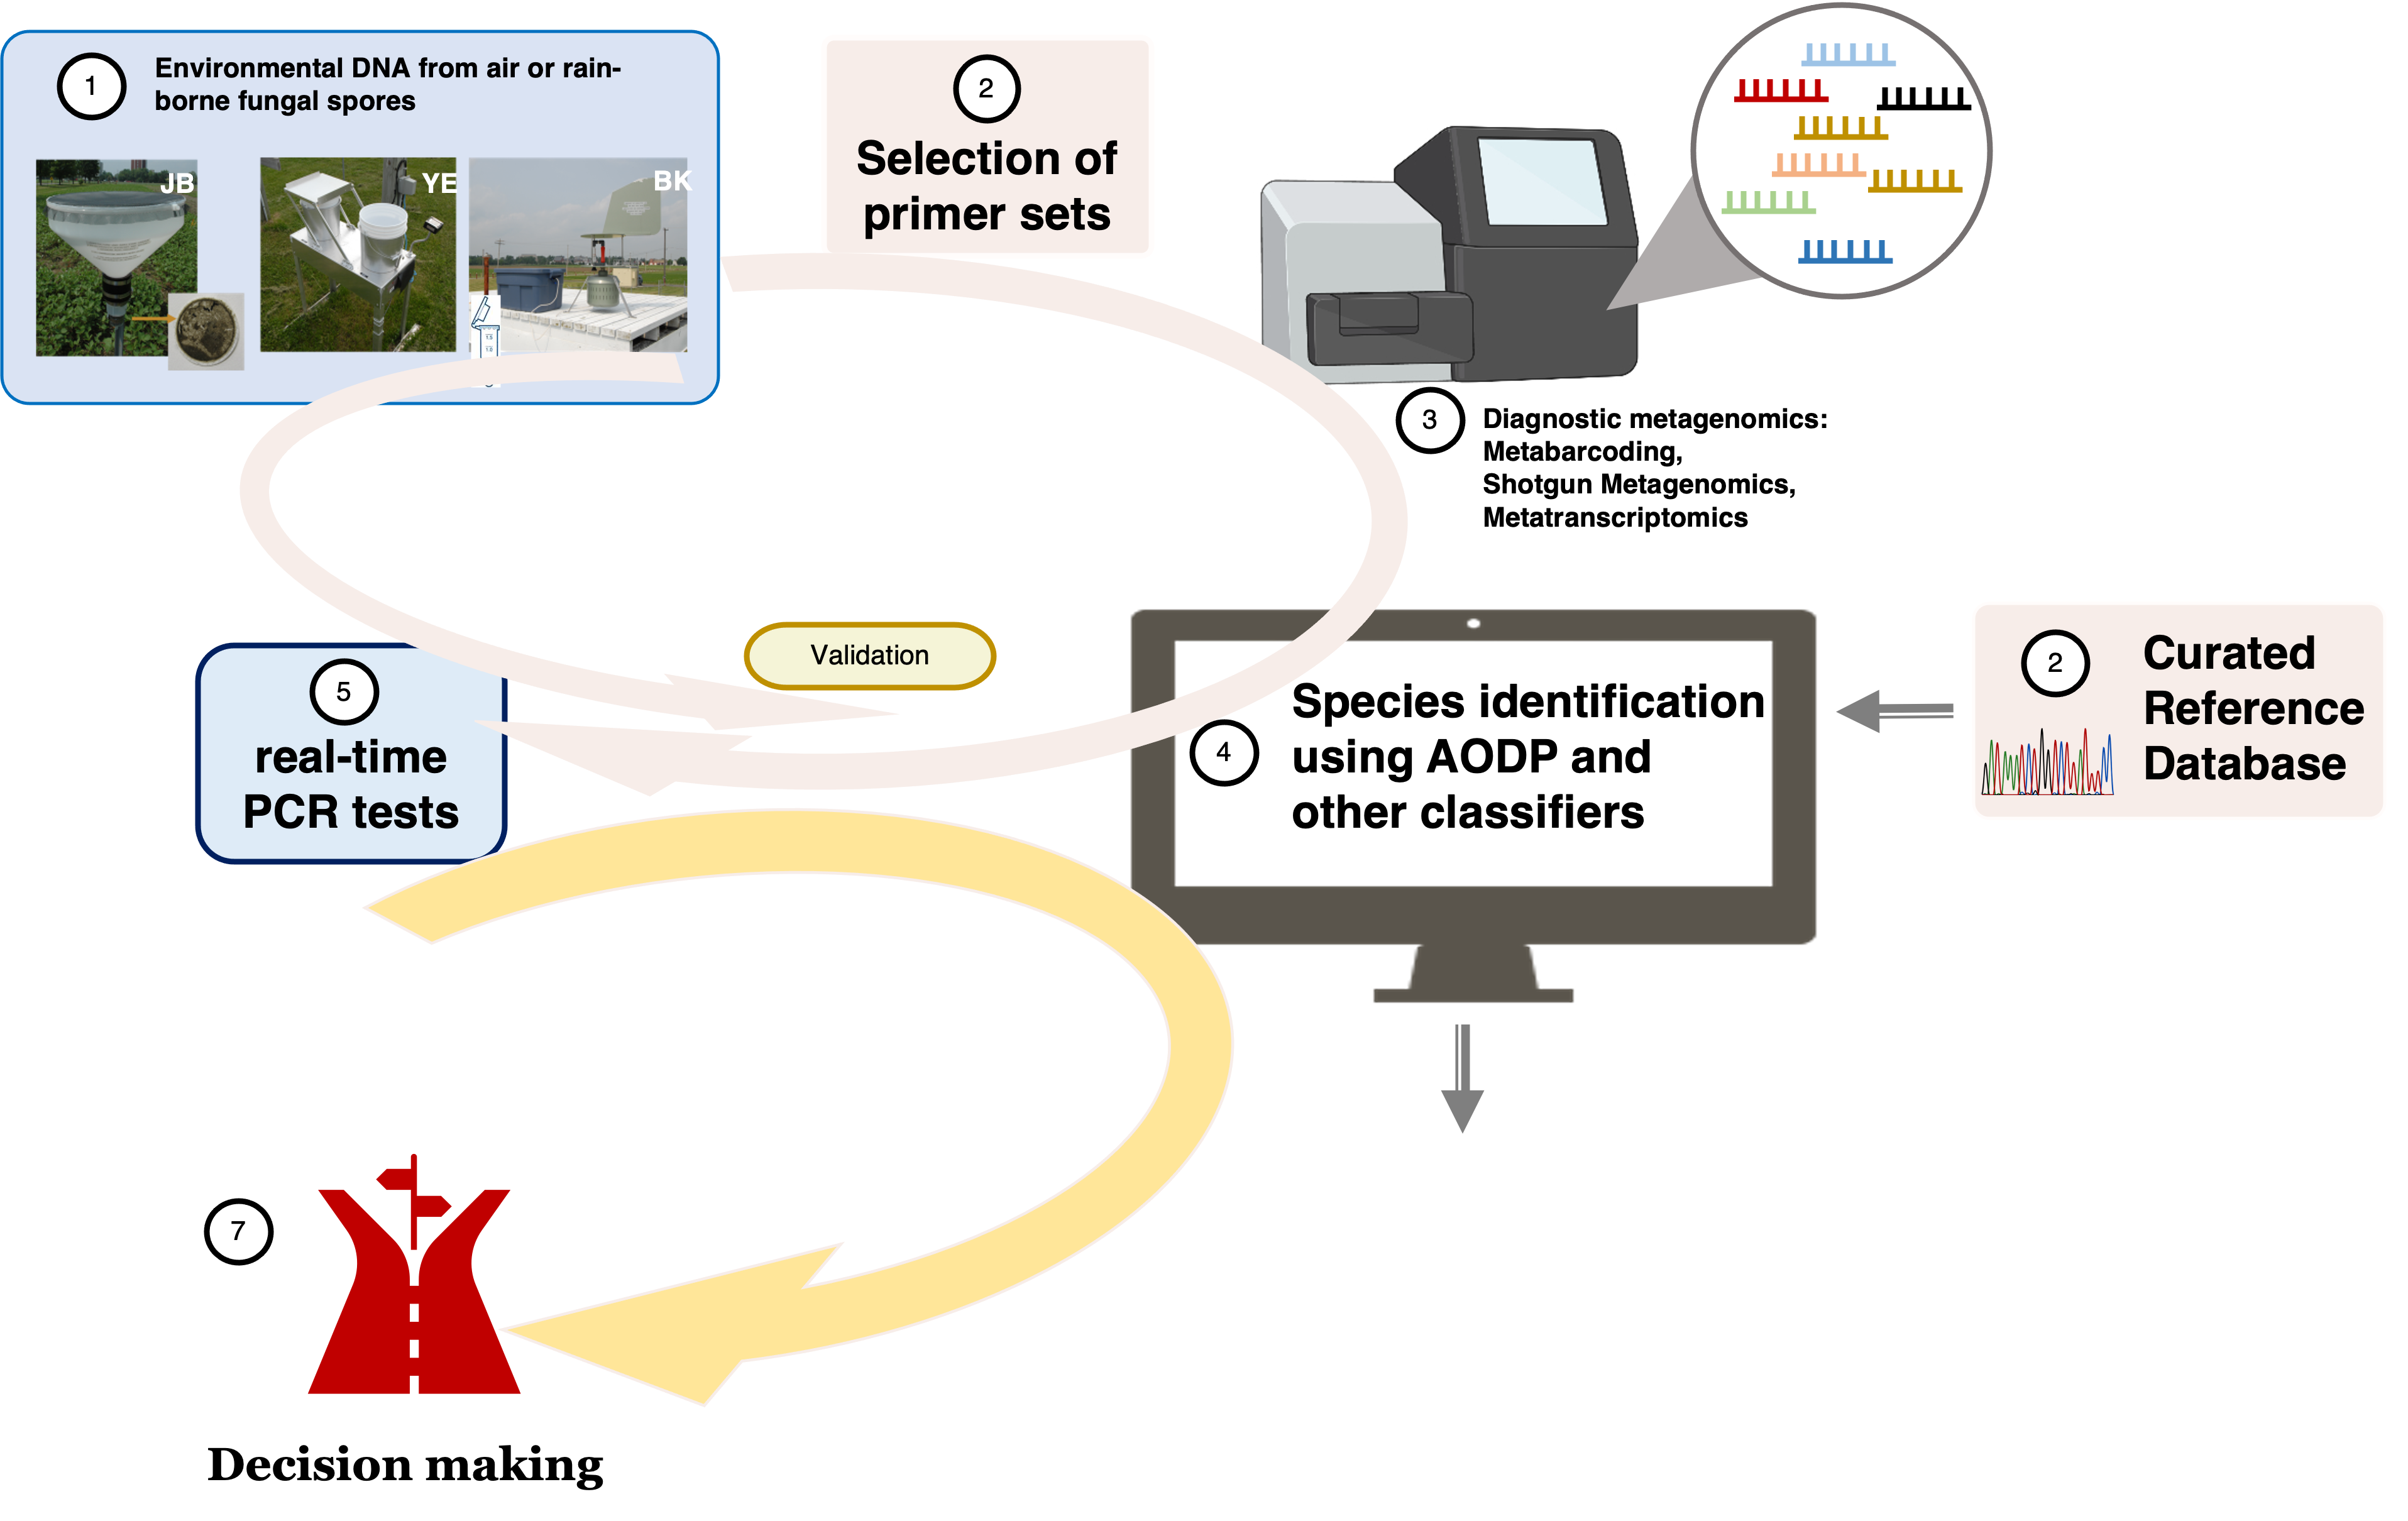 1
Environmental DNA from air or rain-
borne fungal spores
JB
YE
BK
2
Selection of
primer sets
3
Diagnostic metagenomics:
Metabarcoding,
Shotgun Metagenomics,
Metatranscriptomics
Validation
5
real-time
PCR tests
4
Species identification
using AODP and
other classifiers
2
Curated
Reference
Database
7
Decision making